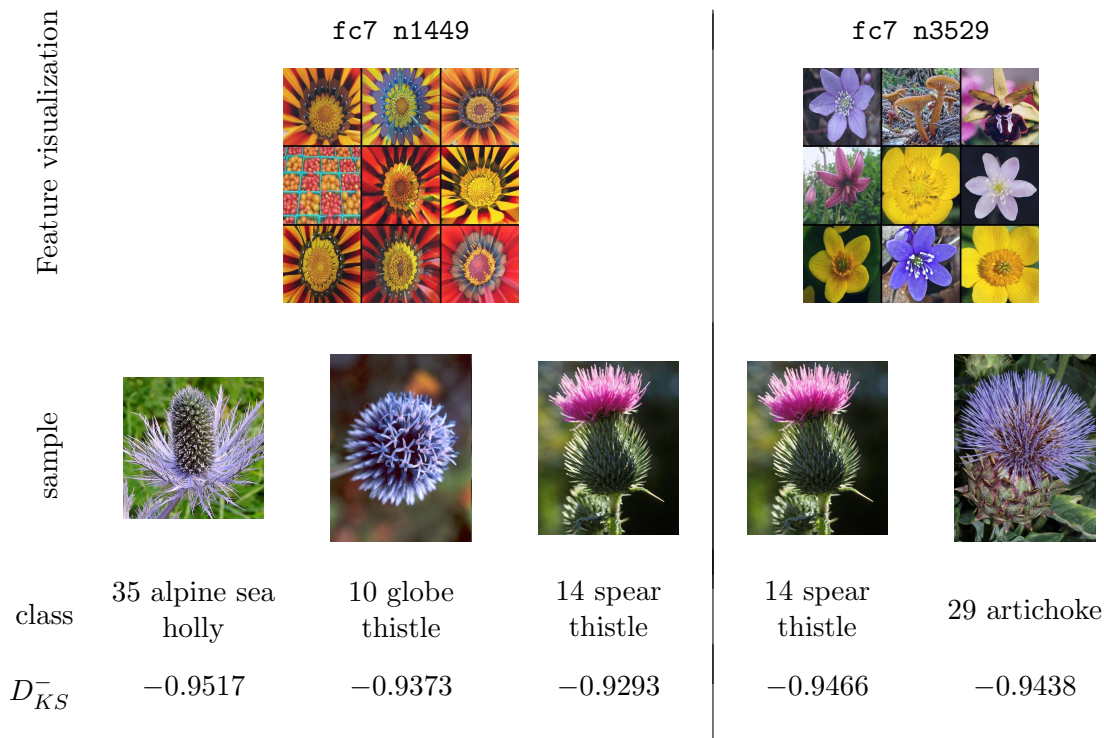 fc7 n1449
fc7 n3529
Feature visualization
sample
class
35 alpine sea
holly
10 globe
thistle
14 spear
thistle
14 spear
thistle
29 artichoke
D⁻_KS
−0.9517
−0.9373
−0.9293
−0.9466
−0.9438